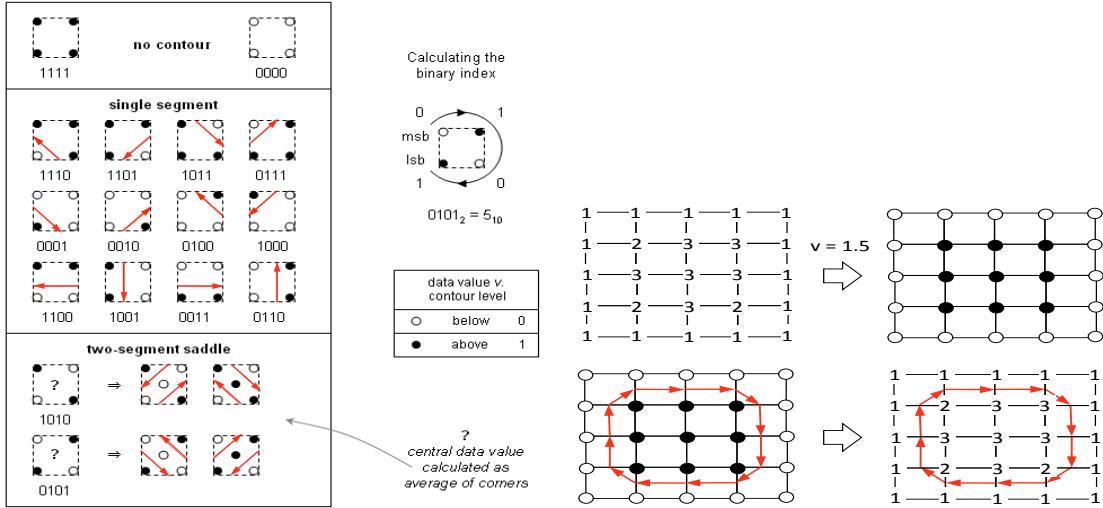 no contour
1111 0000
single segment
1110 1101 1011 0111
0001 0010 0100 1000
1100 1001 0011 0110
two-segment saddle
? ⇒
1010
? ⇒
0101
Calculating the
binary index
0 1
msb
lsb
1 0
0101₂ = 5₁₀
data value v.
contour level
below 0
above 1
?
central data value
calculated as
average of corners
1 1 1 1 1
1 2 3 3 1
1 3 3 3 1
1 2 3 2 1
1 1 1 1 1
v = 1.5
1 1 1 1 1
1 2 3 3 1
1 3 3 3 1
1 2 3 2 1
1 1 1 1 1